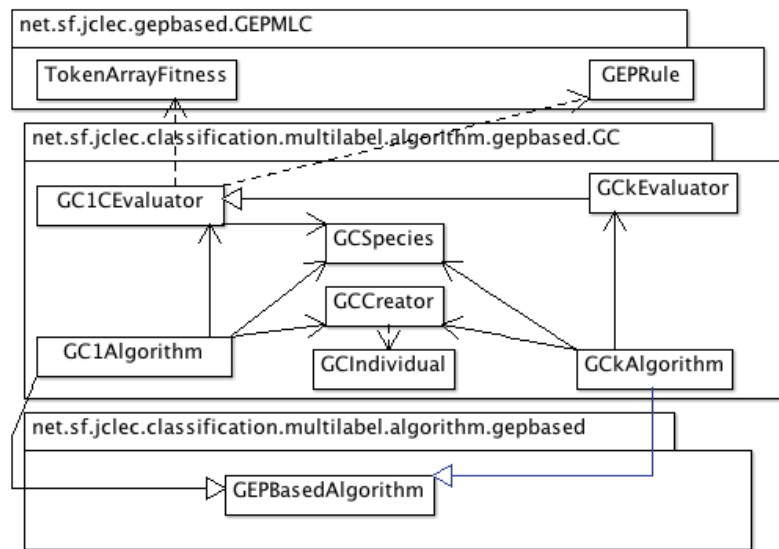 net.sf.jclec.gepbased.GEPMLC
TokenArrayFitness
GEPRule
net.sf.jclec.classification.multilabel.algorithm.gepbased.GC
GC1CEvaluator
GCkEvaluator
GCSpecies
GCCreator
GC1Algorithm
GCIndividual
GCkAlgorithm
net.sf.jclec.classification.multilabel.algorithm.gepbased
GEPBasedAlgorithm